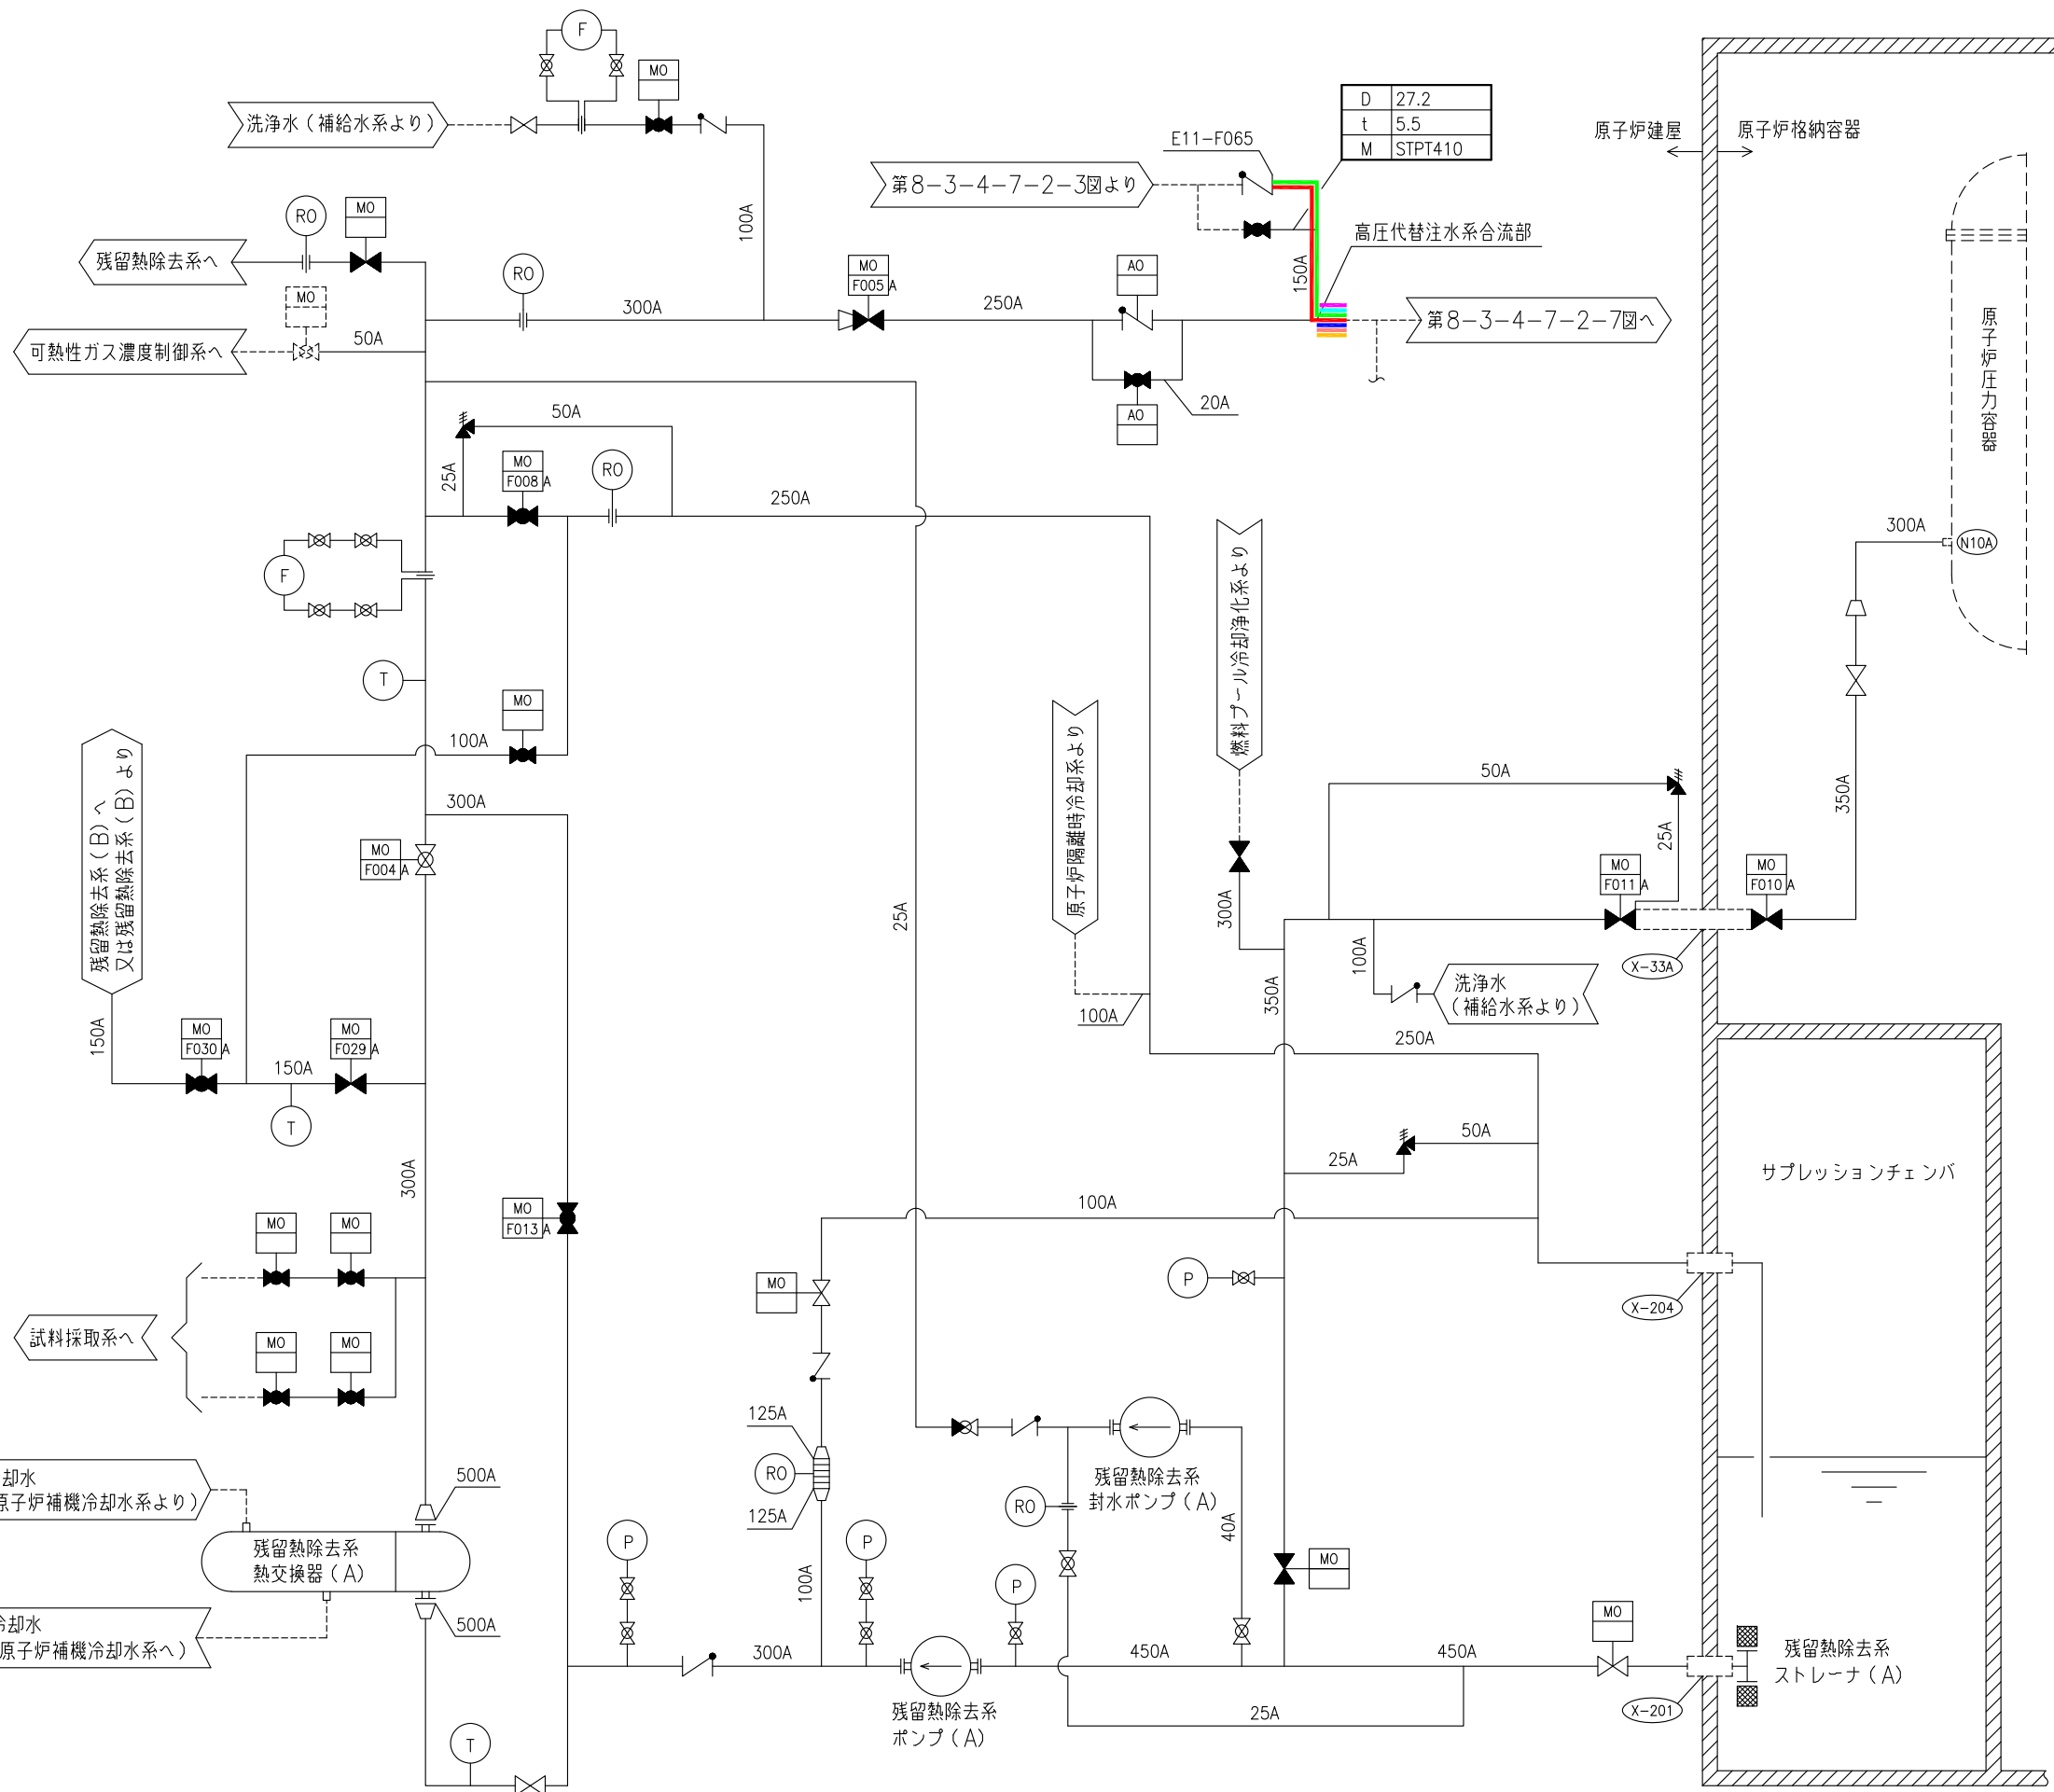 F
MO
洗浄水(補給水系より)
D 27.2
t 5.5
M STPT410
E11-F065
第8-3-4-7-2-3図より
原子炉建屋
原子炉格納容器
RO
MO
100A
残留熱除去系へ
高圧代替注水系合流部
150A
MO
RO
300A
MO
F005 A
250A
AO
第8-3-4-7-2-7図へ
可熱性ガス濃度制御系へ
50A
原子炉圧力容器
AO
20A
50A
25A
MO
F008 A
RO
250A
300A
N10A
F
燃料プール冷却浄化系より
T
MO
100A
原子炉隔離時冷却系より
残留熱除去系(B)へ
又は残留熱除去系(B)より
50A
350A
25A
300A
MO
F004 A
MO
F011 A
MO
F010 A
25A
300A
100A
X-33A
洗浄水
(補給水系より)
350A
100A
150A
MO
F030 A
MO
F029 A
150A
T
250A
50A
25A
サプレッションチェンバ
300A
100A
MO
F013 A
MO
MO
P
MO
X-204
試料採取系へ
MO
MO
125A
RO
125A
残留熱除去系
封水ポンプ(A)
RO
40A
却水
原子炉補機冷却水系より)
500A
残留熱除去系
熱交換器(A)
P
100A
P
P
MO
冷却水
原子炉補機冷却水系へ)
500A
MO
300A
450A
450A
残留熱除去系
ストレーナ(A)
残留熱除去系
ポンプ(A)
25A
X-201
T